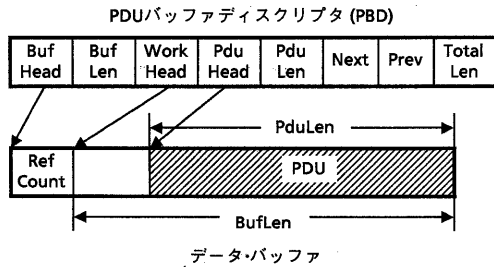 PDUバッファディスクリプタ (PBD)
Buf Head
Buf Len
Work Head
Pdu Head
Pdu Len
Next
Prev
Total Len
PduLen
Ref Count
PDU
BufLen
データ・バッファ